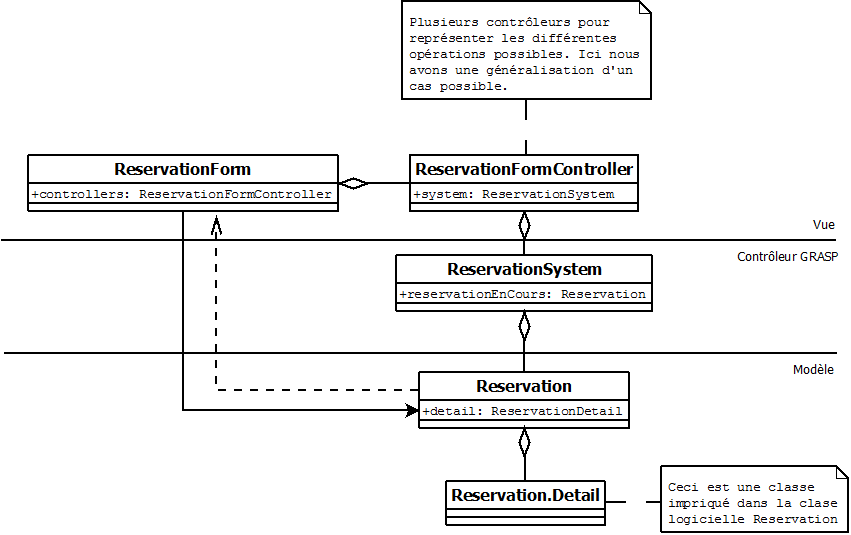 Plusieurs contrôleurs pour
représenter les différentes
opérations possibles. Ici nous
avons une généralisation d'un
cas possible.
ReservationForm
+controllers: ReservationFormController
ReservationFormController
+system: ReservationSystem
Vue
Contrôleur GRASP
ReservationSystem
+reservationEnCours: Reservation
Modèle
Reservation
+detail: ReservationDetail
Reservation.Detail
Ceci est une classe
impriqué dans la clase
logicielle Reservation